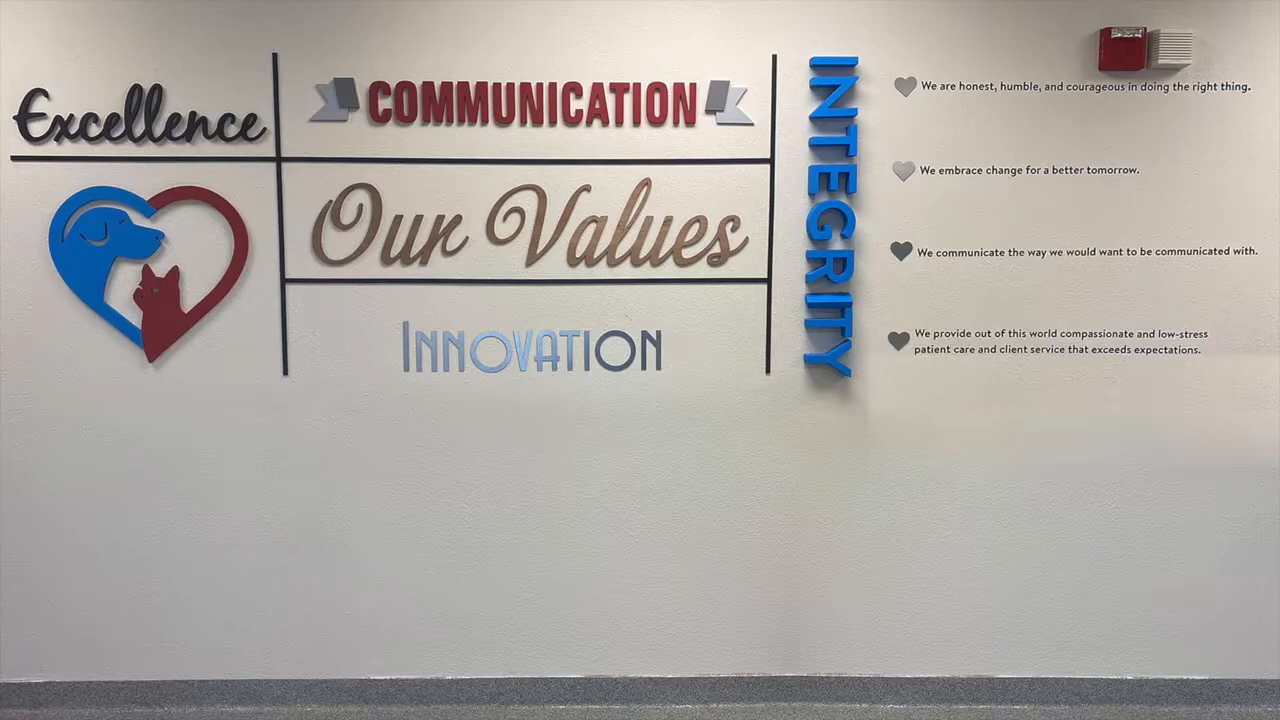 Excellence
COMMUNICATION
Our Values
INNOVATION
INTEGRITY
We are honest, humble, and courageous in doing the right thing.
We embrace change for a better tomorrow.
We communicate the way we would want to be communicated with.
We provide out of this world compassionate and low-stress
patient care and client service that exceeds expectations.